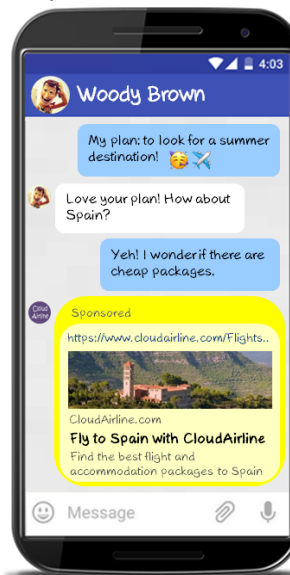 4:03
Woody Brown
My plan: to look for a summer
destination! 🥳✈️
Love your plan! How about
Spain?
Yeh! I wonder if there are
cheap packages.
Cloud
Airline
Sponsored
https://www.cloudairline.com/Flights..
CloudAirline.com
Fly to Spain with CloudAirline
Find the best flight and
accommodation packages to Spain
Message